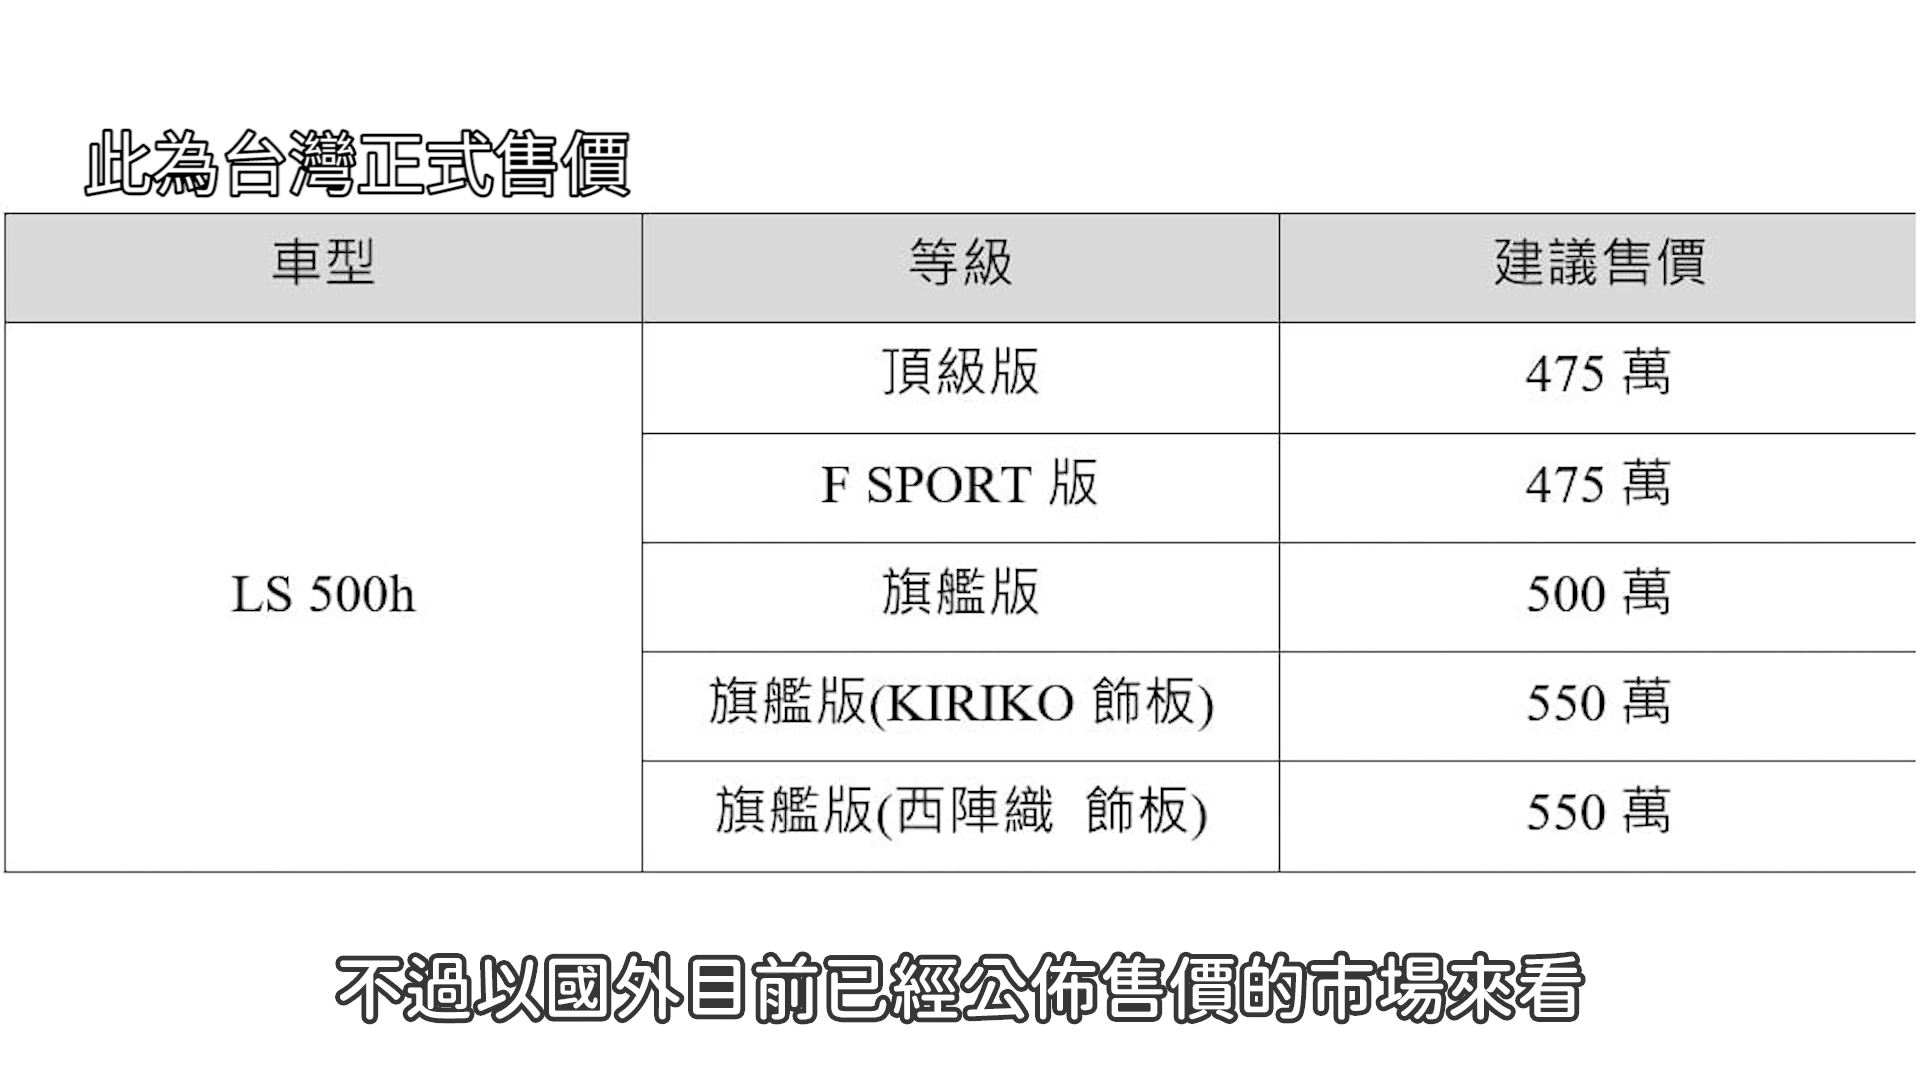 此為台灣正式售價
車型 等級 建議售價
頂級版 475 萬
F SPORT 版 475 萬
LS 500h 旗艦版 500 萬
旗艦版(KIRIKO 飾板) 550 萬
旗艦版(西陣織 飾板) 550 萬
不過以國外目前已經公佈售價的市場來看